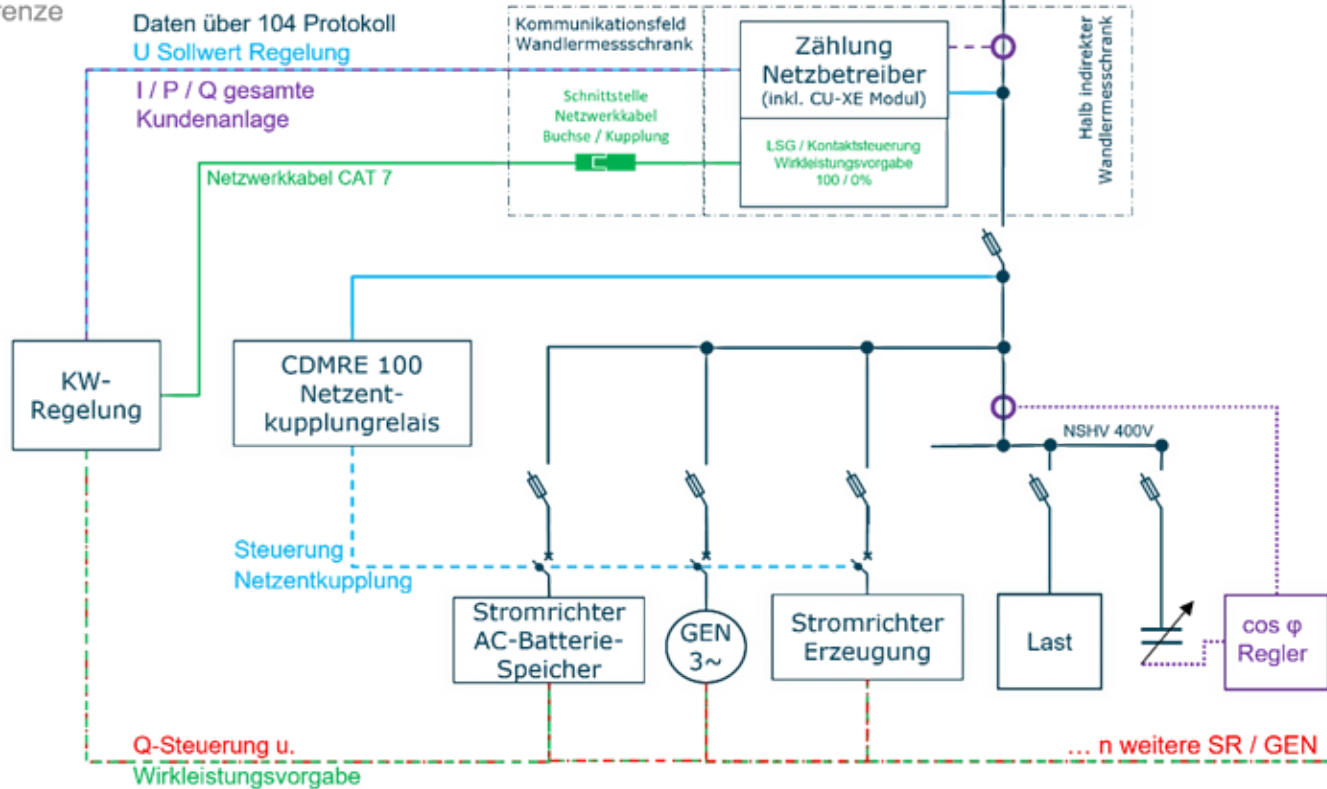 Daten über 104 Protokoll
U Sollwert Regelung
I / P / Q gesamte
Kundenanlage
Kommunikationsfeld
Wandlermessschrank
Zählung
Netzbetreiber
(inkl. CU-XE Modul)
Halb indirekter
Wandlermesschrank
Schnittstelle
Netzwerkkabel
Buchse / Kupplung
LSG / Kontaktsteuerung
Wirkleistungsvorgabe
100 / 0%
Netzwerkkabel CAT 7
KW-
Regelung
CDMRE 100
Netzent-
kupplungrelais
NSHV 400V
Steuerung
Netzentkupplung
Stromrichter
AC-Batterie-
Speicher
GEN
3~
Stromrichter
Erzeugung
Last
cos φ
Regler
Q-Steuerung u.
Wirkleistungsvorgabe
... n weitere SR / GEN